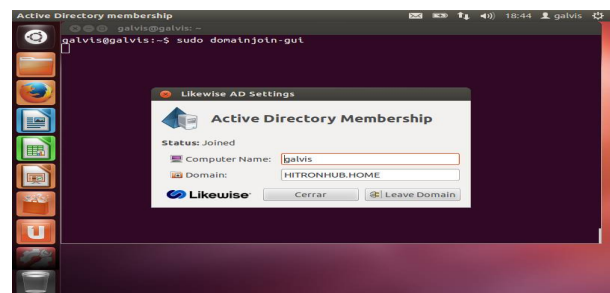 Active Directory membership 18:44 galvis
galvis@galvis: ~
galvis@galvis:~$ sudo domainjoin-gui
Likewise AD Settings
Active Directory Membership
Status: Joined
Computer Name: galvis
Domain: HITRONHUB.HOME
Likewise Cerrar Leave Domain